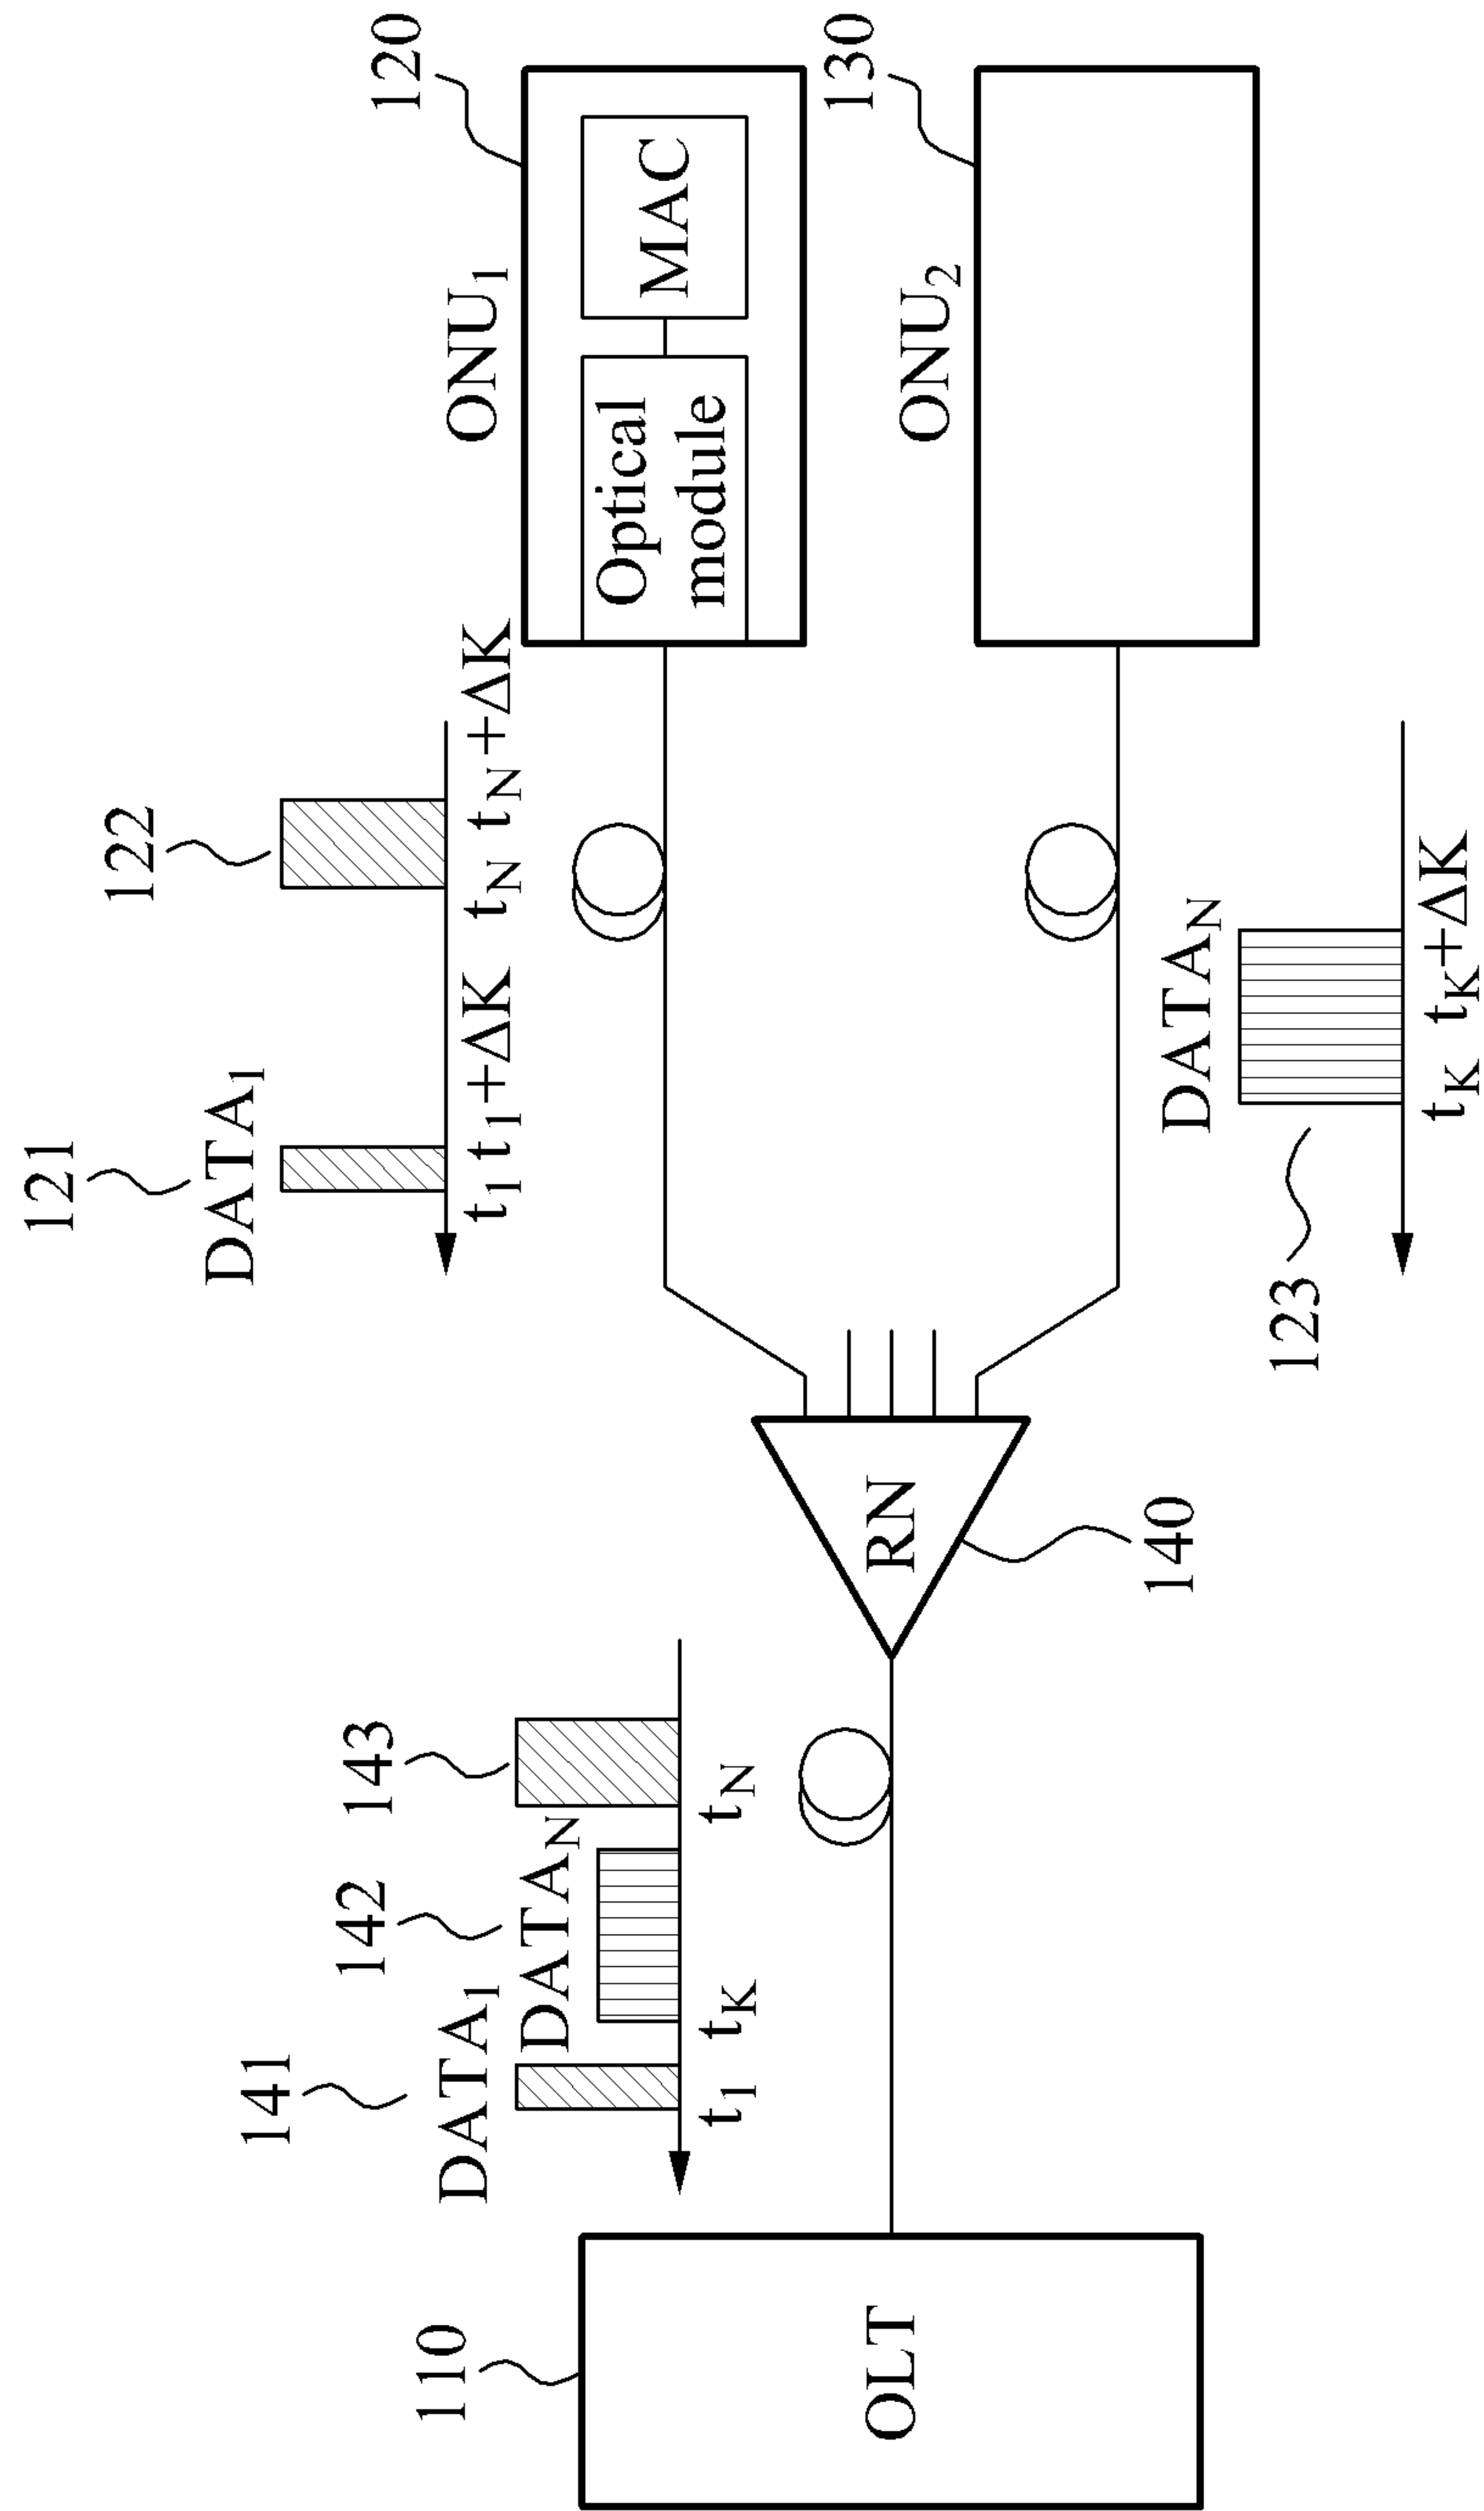 121
122
DATA₁
120
t₁ t₁+ΔK tN tN+ΔK
ONU₁
Optical
module
MAC
141
142
143
DATA₁
DATAN
t₁ tK tN
110
OLT
RN
140
130
ONU₂
DATAN
123
tK tK+ΔK